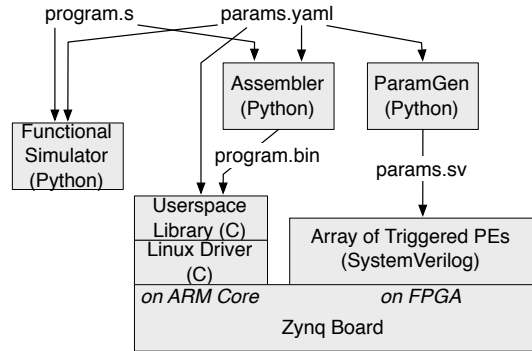 program.s
params.yaml
Assembler
(Python)
ParamGen
(Python)
Functional
Simulator
(Python)
program.bin
params.sv
Userspace
Library (C)
Linux Driver
(C)
Array of Triggered PEs
(SystemVerilog)
on ARM Core
on FPGA
Zynq Board